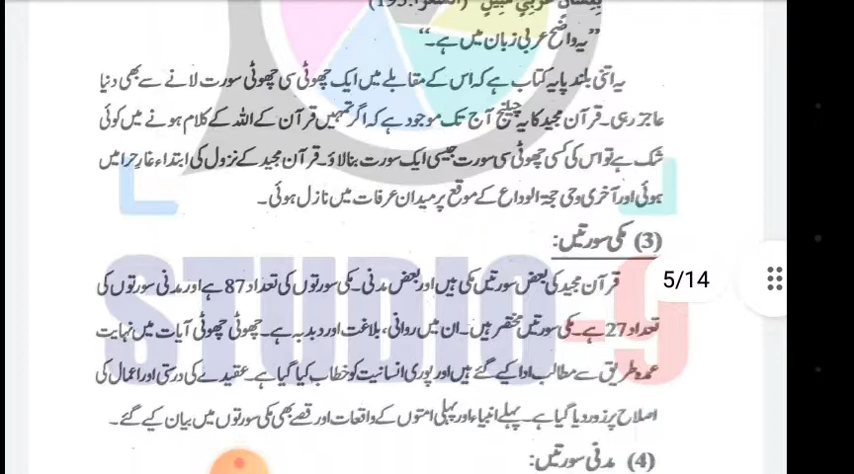 بِلِسَانٍ عَرَبِيٍّ مُّبِينٍ (الشعرا:195)
”یہ واضح عربی زبان میں ہے۔“
یہ اتنی بلند پایہ کتاب ہے کہ اس کے مقابلے میں ایک چھوٹی سی چھوٹی سورت لانے سے بھی دنیا
عاجز رہی۔ قرآن مجید کا یہ چیلنج آج تک موجود ہے کہ اگر تمہیں قرآن کے اللہ کے کلام ہونے میں کوئی
شک ہے تو اس کی کسی چھوٹی سی سورت جیسی ایک سورت بنا لاؤ۔ قرآن مجید کے نزول کی ابتداء غارِ حرا میں
ہوئی اور آخری وحی حجۃ الوداع کے موقع پر میدان عرفات میں نازل ہوئی۔
(3) مکی سورتیں:
قرآن مجید کی بعض سورتیں مکی ہیں اور بعض مدنی۔ مکی سورتوں کی تعداد 87 ہے اور مدنی سورتوں کی
5/14
تعداد 27 ہے۔ مکی سورتیں مختصر ہیں۔ ان میں روانی، بلاغت اور دبدبہ ہے۔ چھوٹی چھوٹی آیات میں نہایت
عمدہ طریق سے مطالب ادا کیے گئے ہیں اور پوری انسانیت کو خطاب کیا گیا ہے۔ عقیدے کی درستی اور اعمال کی
اصلاح پر زور دیا گیا ہے۔ پہلے انبیاء اور پہلی امتوں کے واقعات اور قصے بھی مکی سورتوں میں بیان کیے گئے۔
(4) مدنی سورتیں:
STUDIO-9